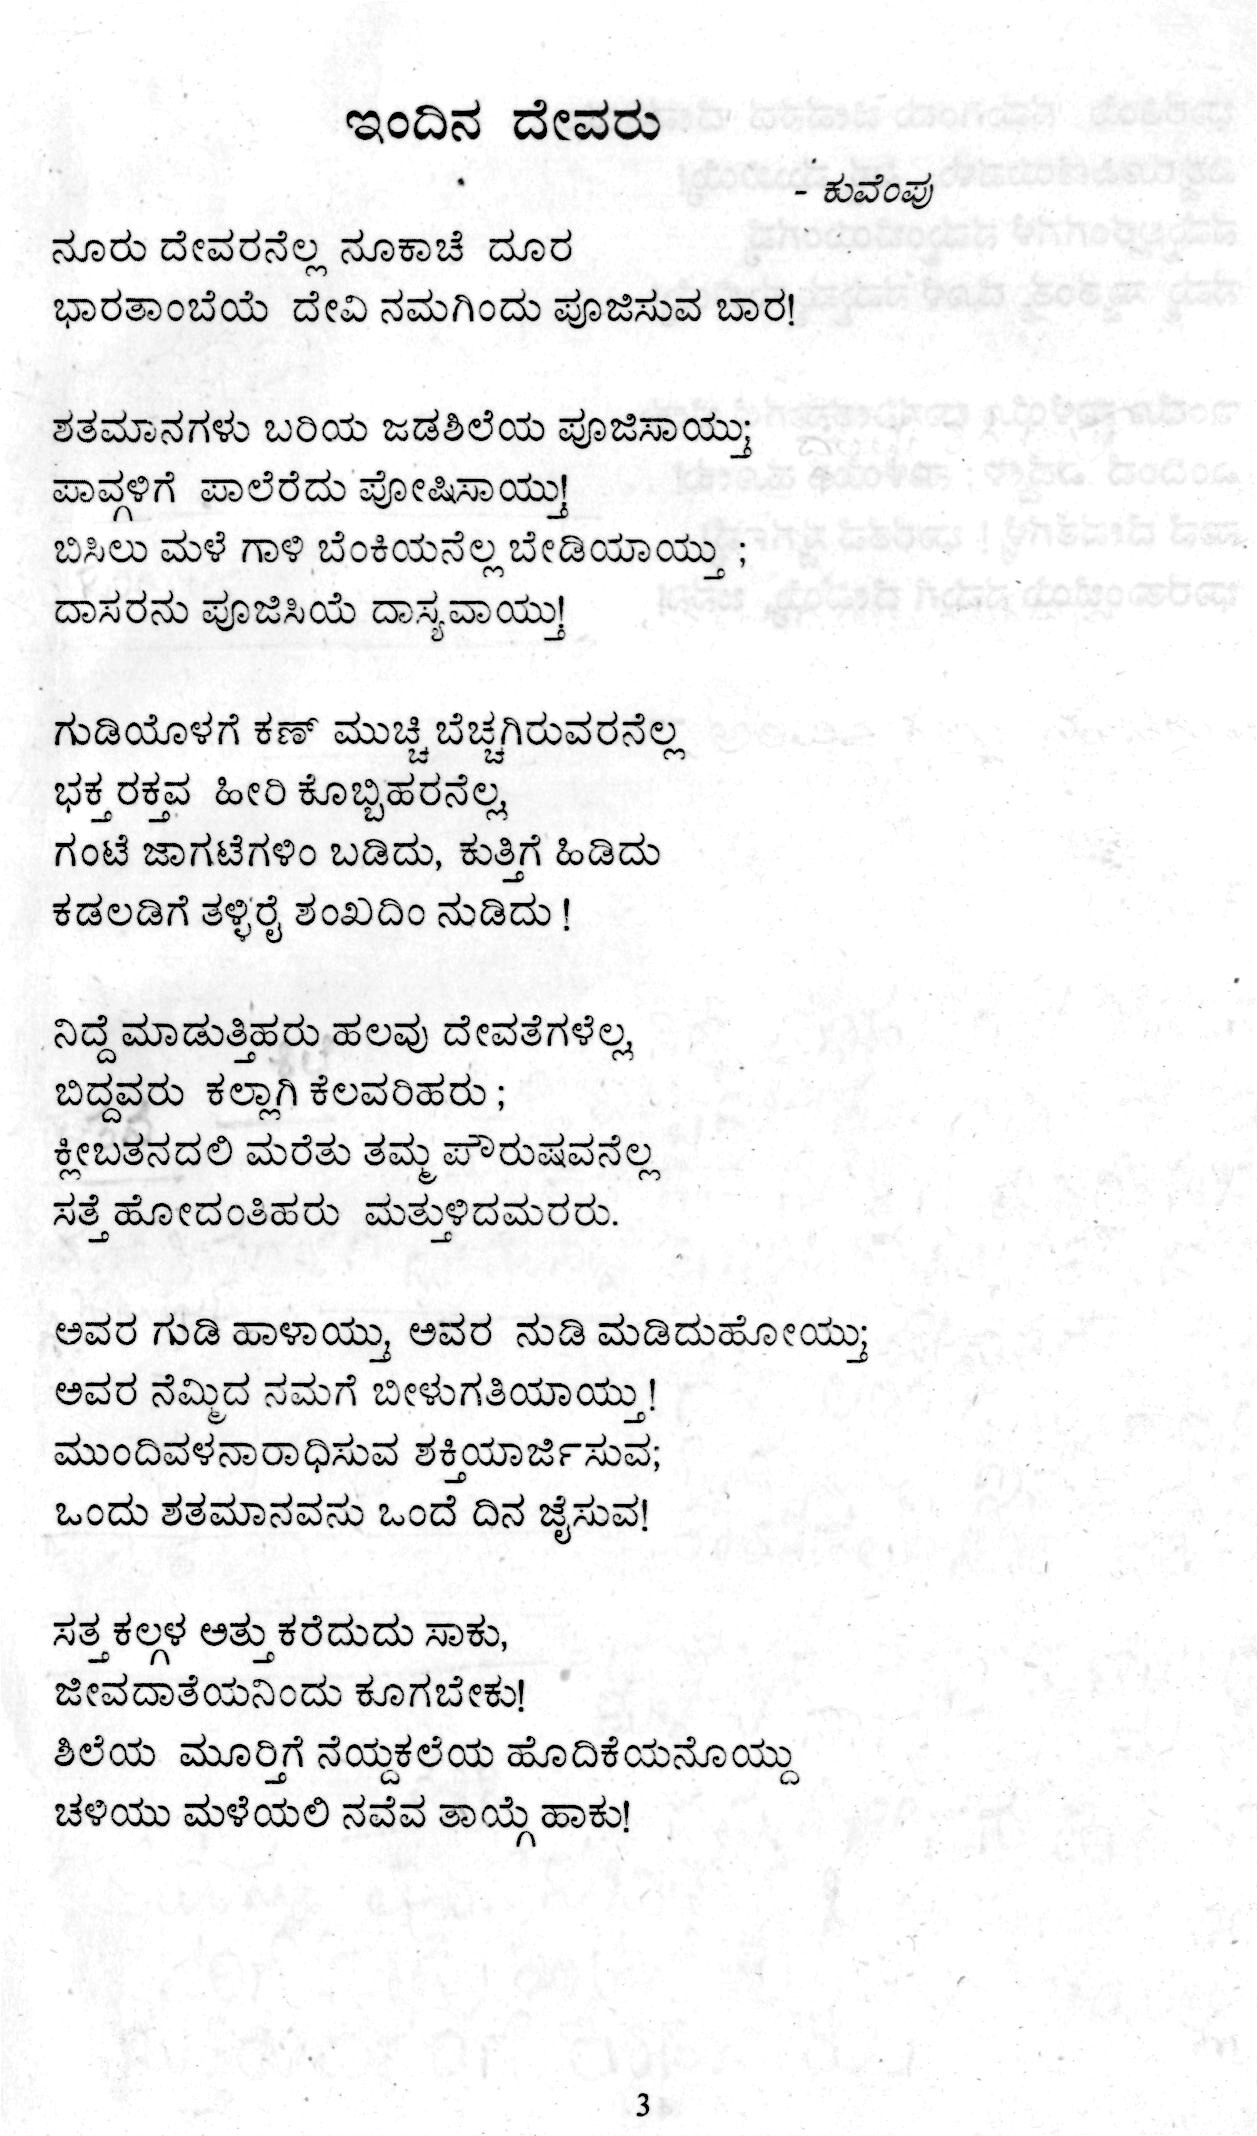 ಇಂದಿನ ದೇವರು
- ಕುವೆಂಪು
ನೂರು ದೇವರನೆಲ್ಲ ನೂಕಾಚೆ ದೂರ
ಭಾರತಾಂಬೆಯೆ ದೇವಿ ನಮಗಿಂದು ಪೂಜಿಸುವ ಬಾರ!
ಶತಮಾನಗಳು ಬರಿಯ ಜಡಶಿಲೆಯ ಪೂಜಿಸಾಯ್ತು;
ಪಾವ್ಗಳಿಗೆ ಪಾಲೆರೆದು ಪೋಷಿಸಾಯ್ತು!
ಬಿಸಿಲು ಮಳೆ ಗಾಳಿ ಬೆಂಕಿಯನೆಲ್ಲ ಬೇಡಿಯಾಯ್ತು ;
ದಾಸರನು ಪೂಜಿಸಿಯೆ ದಾಸ್ಯವಾಯ್ತು!
ಗುಡಿಯೊಳಗೆ ಕಣ್ ಮುಚ್ಚಿ ಬೆಚ್ಚಗಿರುವರನೆಲ್ಲ
ಭಕ್ತ ರಕ್ತವ ಹೀರಿ ಕೊಬ್ಬಿಹರನೆಲ್ಲ,
ಗಂಟೆ ಜಾಗಟೆಗಳಿಂ ಬಡಿದು, ಕುತ್ತಿಗೆ ಹಿಡಿದು
ಕಡಲಡಿಗೆ ತಳ್ಳಿರೈ ಶಂಖದಿಂ ನುಡಿದು !
ನಿದ್ದೆ ಮಾಡುತ್ತಿಹರು ಹಲವು ದೇವತೆಗಳೆಲ್ಲ,
ಬಿದ್ದವರು ಕಲ್ಲಾಗಿ ಕೆಲವರಿಹರು ;
ಕ್ಲೀಬತನದಲಿ ಮರೆತು ತಮ್ಮ ಪೌರುಷವನೆಲ್ಲ
ಸತ್ತೆ ಹೋದಂತಿಹರು ಮತ್ತುಳಿದಮರರು.
ಅವರ ಗುಡಿ ಹಾಳಾಯ್ತು, ಅವರ ನುಡಿ ಮಡಿದುಹೋಯ್ತು;
ಅವರ ನೆಮ್ಮಿದ ನಮಗೆ ಬೀಳುಗತಿಯಾಯ್ತು !
ಮುಂದಿವಳನಾರಾಧಿಸುವ ಶಕ್ತಿಯಾರ್ಜಿಸುವ;
ಒಂದು ಶತಮಾನವನು ಒಂದೆ ದಿನ ಜೈಸುವ!
ಸತ್ತ ಕಲ್ಗಳ ಅತ್ತು ಕರೆದುದು ಸಾಕು,
ಜೀವದಾತೆಯನಿಂದು ಕೂಗಬೇಕು!
ಶಿಲೆಯ ಮೂರ್ತಿಗೆ ನೆಯ್ದಕಲೆಯ ಹೊದಿಕೆಯನೊಯ್ದು
ಚಳಿಯು ಮಳೆಯಲಿ ನವೆವ ತಾಯ್ಗೆ ಹಾಕು!
3